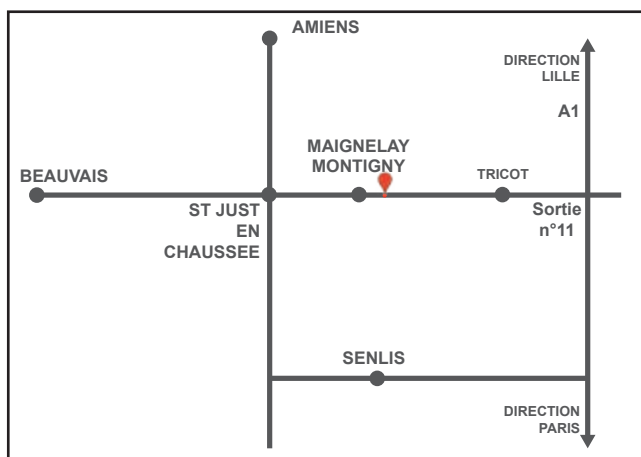 AMIENS
DIRECTION
LILLE
A1
MAIGNELAY
MONTIGNY
BEAUVAIS
TRICOT
ST JUST
EN
CHAUSSEE
Sortie
n°11
SENLIS
DIRECTION
PARIS